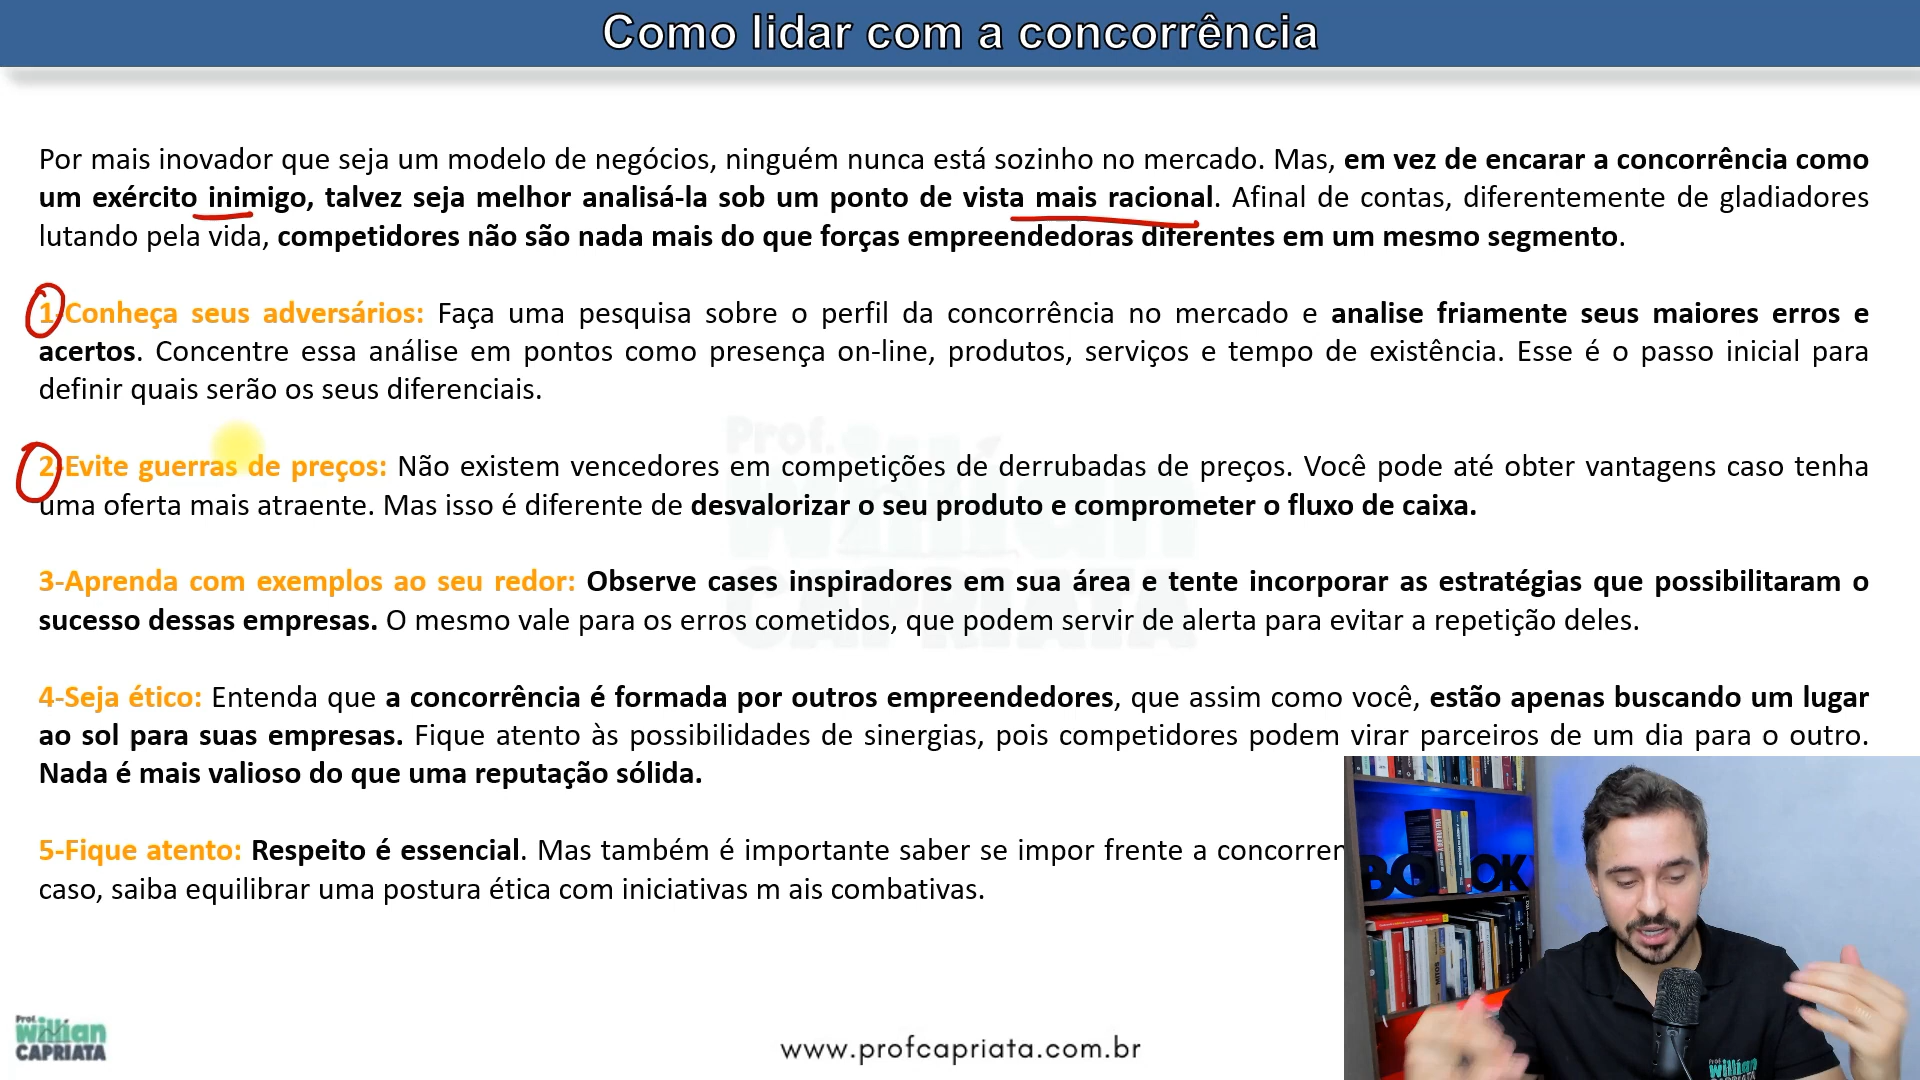 Como lidar com a concorrência
Por mais inovador que seja um modelo de negócios, ninguém nunca está sozinho no mercado. Mas, em vez de encarar a concorrência como
um exército inimigo, talvez seja melhor analisá-la sob um ponto de vista mais racional. Afinal de contas, diferentemente de gladiadores
lutando pela vida, competidores não são nada mais do que forças empreendedoras diferentes em um mesmo segmento.
1-Conheça seus adversários: Faça uma pesquisa sobre o perfil da concorrência no mercado e analise friamente seus maiores erros e
acertos. Concentre essa análise em pontos como presença on-line, produtos, serviços e tempo de existência. Esse é o passo inicial para
definir quais serão os seus diferenciais.
2-Evite guerras de preços: Não existem vencedores em competições de derrubadas de preços. Você pode até obter vantagens caso tenha
uma oferta mais atraente. Mas isso é diferente de desvalorizar o seu produto e comprometer o fluxo de caixa.
3-Aprenda com exemplos ao seu redor: Observe cases inspiradores em sua área e tente incorporar as estratégias que possibilitaram o
sucesso dessas empresas. O mesmo vale para os erros cometidos, que podem servir de alerta para evitar a repetição deles.
4-Seja ético: Entenda que a concorrência é formada por outros empreendedores, que assim como você, estão apenas buscando um lugar
ao sol para suas empresas. Fique atento às possibilidades de sinergias, pois competidores podem virar parceiros de um dia para o outro.
Nada é mais valioso do que uma reputação sólida.
5-Fique atento: Respeito é essencial. Mas também é importante saber se impor frente a concorren
caso, saiba equilibrar uma postura ética com iniciativas m ais combativas.
Prof.
willian
CAPRIATA
www.profcapriata.com.br
Prof.
willian
CAPRIATA
BOOK
Prof.
willian
CAPRIATA